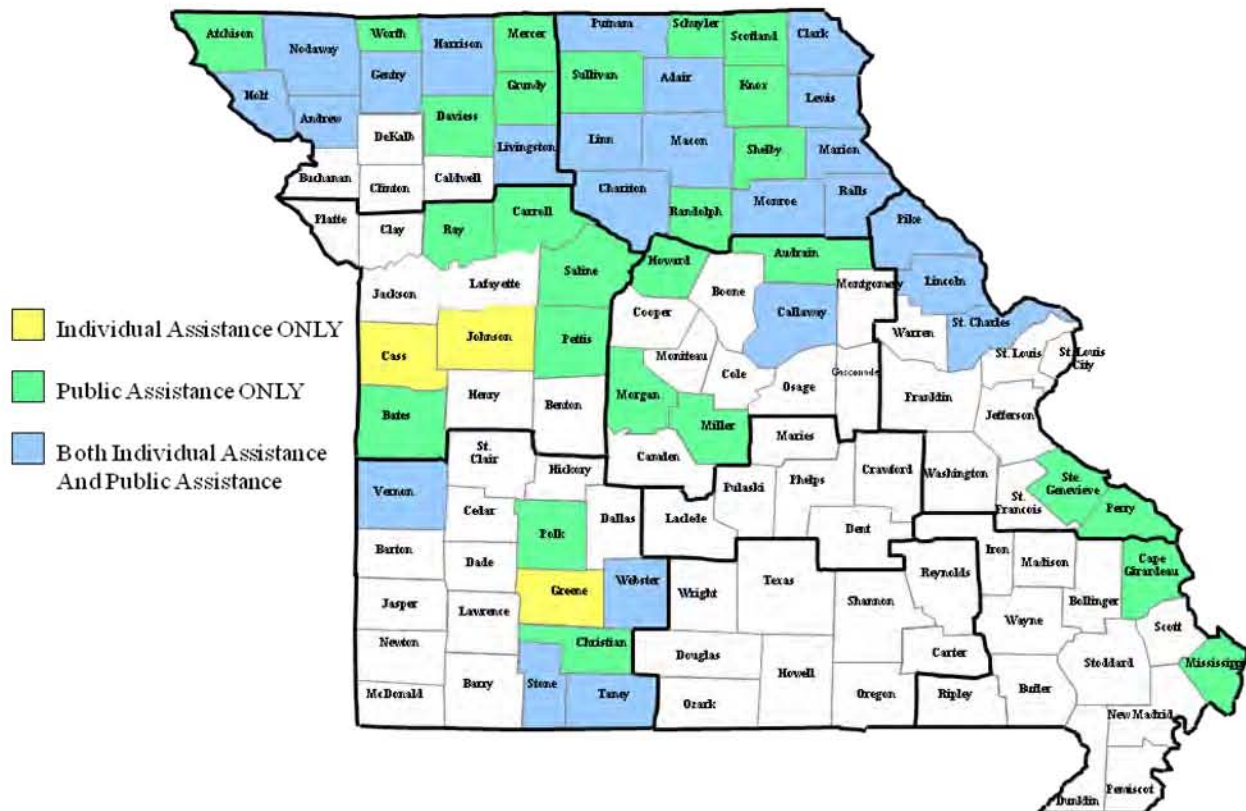 Atchison
Nodaway
Worth
Harrison
Mercer
Putnam
Schuyler
Scotland
Clark
Holt
Andrew
Gentry
Daviess
Grundy
Sullivan
Adair
Knox
Lewis
DeKalb
Livingston
Linn
Macon
Shelby
Marion
Buchanan
Clinton
Caldwell
Chariton
Randolph
Monroe
Ralls
Platte
Clay
Ray
Carroll
Pike
Jackson
Lafayette
Saline
Howard
Boone
Audrain
Montgomery
Lincoln
Individual Assistance ONLY
Cass
Johnson
Pettis
Cooper
Moniteau
Callaway
Warren
St. Charles
St. Louis
St. Louis
City
Public Assistance ONLY
Bates
Henry
Benton
Morgan
Cole
Osage
Gasconade
Franklin
Jefferson
Both Individual Assistance
And Public Assistance
Miller
Camden
Maries
Vernon
St.
Clair
Hickory
Pulaski
Phelps
Crawford
Washington
St.
Francois
Ste.
Genevieve
Perry
Cedar
Polk
Dallas
Laclede
Dent
Iron
Madison
Cape
Girardeau
Barton
Dade
Greene
Webster
Wright
Texas
Shannon
Reynolds
Bollinger
Scott
Jasper
Lawrence
Wayne
Mississippi
Newton
Christian
Douglas
Howell
Carter
Stoddard
McDonald
Barry
Stone
Taney
Ozark
Oregon
Ripley
Butler
New Madrid
Pemiscot
Dunklin